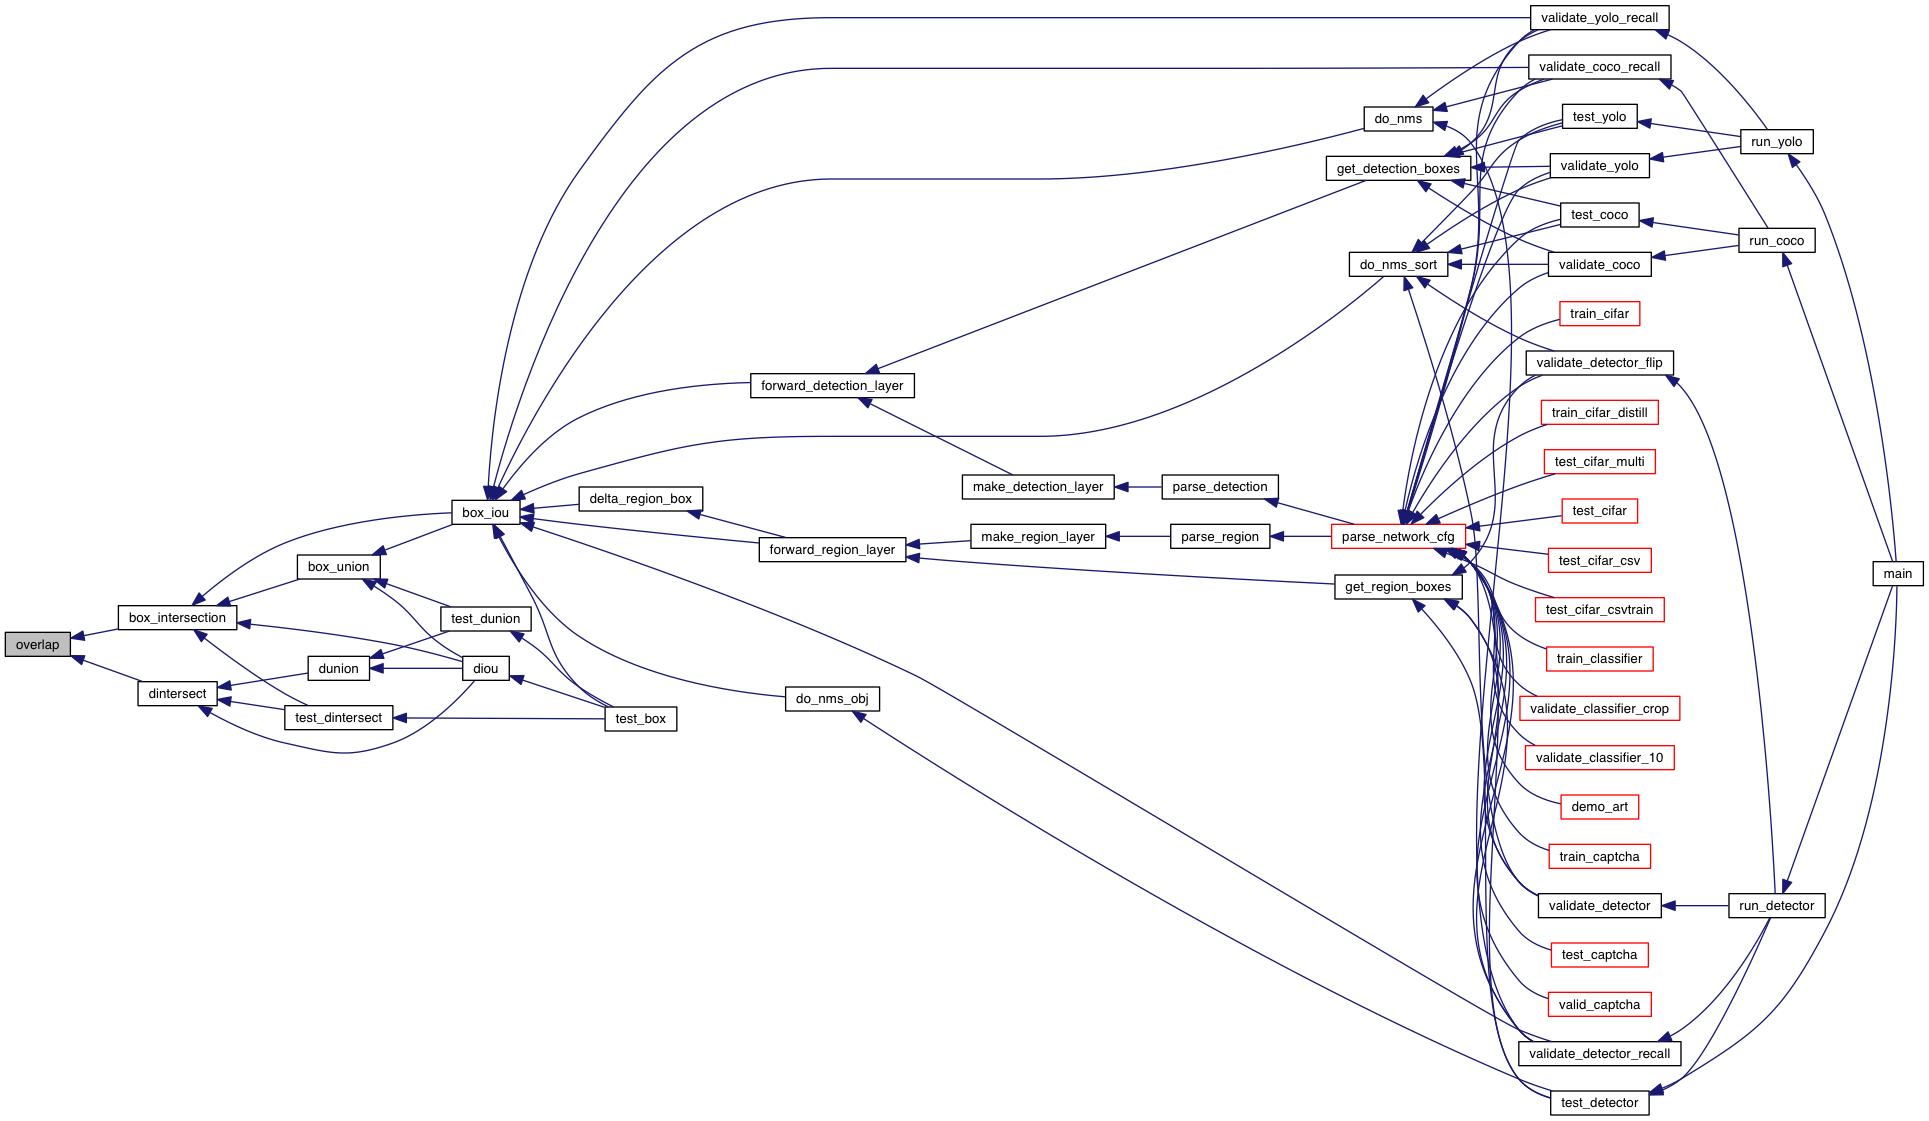 overlap
box_intersection
dintersect
box_union
dunion
test_dintersect
box_iou
test_dunion
diou
delta_region_box
test_box
forward_detection_layer
forward_region_layer
do_nms_obj
make_detection_layer
make_region_layer
parse_detection
parse_region
do_nms
get_detection_boxes
do_nms_sort
parse_network_cfg
get_region_boxes
validate_yolo_recall
validate_coco_recall
test_yolo
validate_yolo
test_coco
validate_coco
train_cifar
validate_detector_flip
train_cifar_distill
test_cifar_multi
test_cifar
test_cifar_csv
test_cifar_csvtrain
train_classifier
validate_classifier_crop
validate_classifier_10
demo_art
train_captcha
validate_detector
test_captcha
valid_captcha
validate_detector_recall
test_detector
run_yolo
run_coco
run_detector
main